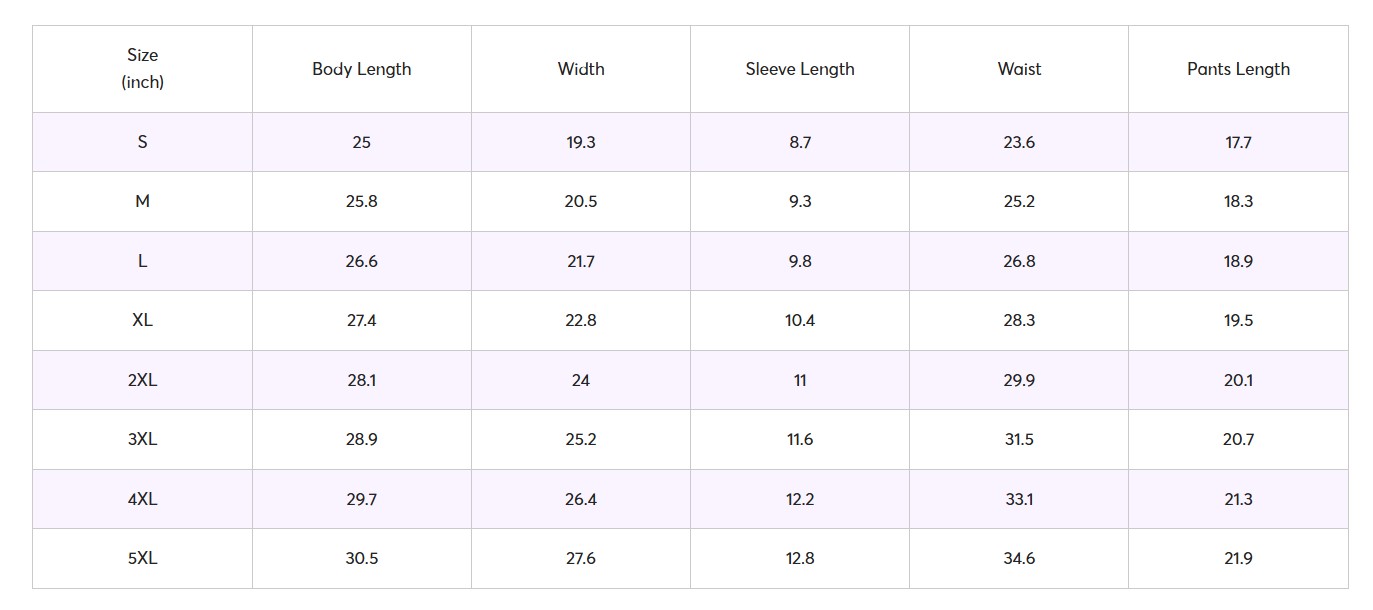 Size
(inch) Body Length Width Sleeve Length Waist Pants Length
S 25 19.3 8.7 23.6 17.7
M 25.8 20.5 9.3 25.2 18.3
L 26.6 21.7 9.8 26.8 18.9
XL 27.4 22.8 10.4 28.3 19.5
2XL 28.1 24 11 29.9 20.1
3XL 28.9 25.2 11.6 31.5 20.7
4XL 29.7 26.4 12.2 33.1 21.3
5XL 30.5 27.6 12.8 34.6 21.9